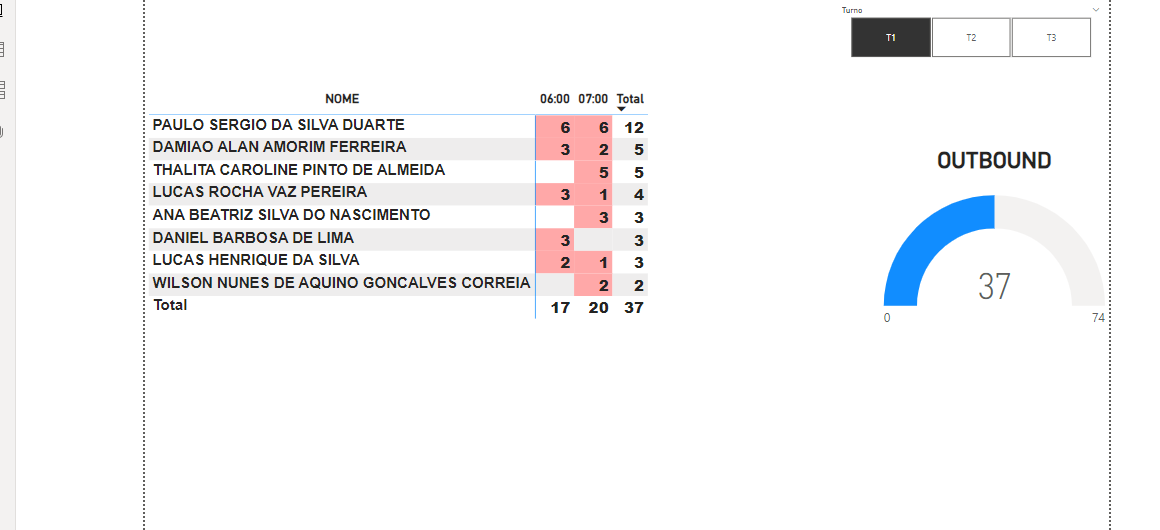 Turno
T1 T2 T3
NOME 06:00 07:00 Total
PAULO SERGIO DA SILVA DUARTE 6 6 12
DAMIAO ALAN AMORIM FERREIRA 3 2 5
THALITA CAROLINE PINTO DE ALMEIDA 5 5
LUCAS ROCHA VAZ PEREIRA 3 1 4
ANA BEATRIZ SILVA DO NASCIMENTO 3 3
DANIEL BARBOSA DE LIMA 3 3
LUCAS HENRIQUE DA SILVA 2 1 3
WILSON NUNES DE AQUINO GONCALVES CORREIA 2 2
Total 17 20 37
OUTBOUND
37
0 74